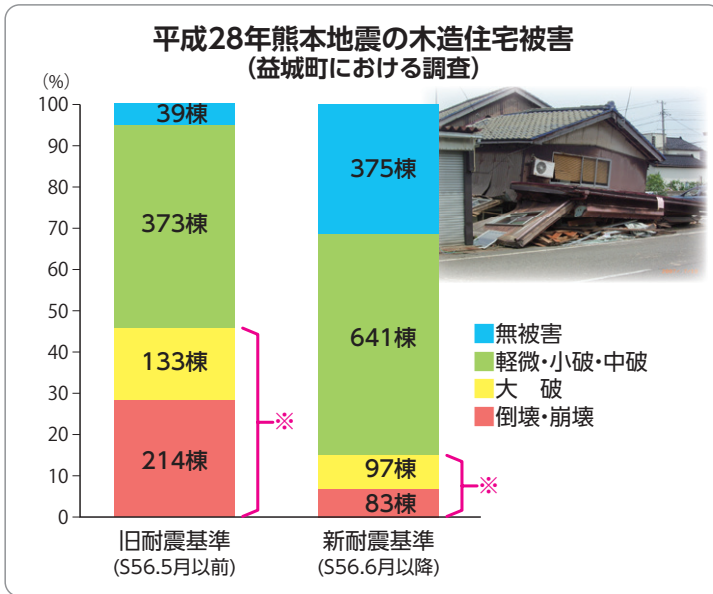 平成28年熊本地震の木造住宅被害
(益城町における調査)
(%)
100
90
80
70
60
50
40
30
20
10
0
39棟
373棟
133棟
214棟
※
375棟
641棟
97棟
83棟
※
無被害
軽微・小破・中破
大　破
倒壊・崩壊
旧耐震基準
(S56.5月以前)
新耐震基準
(S56.6月以降)